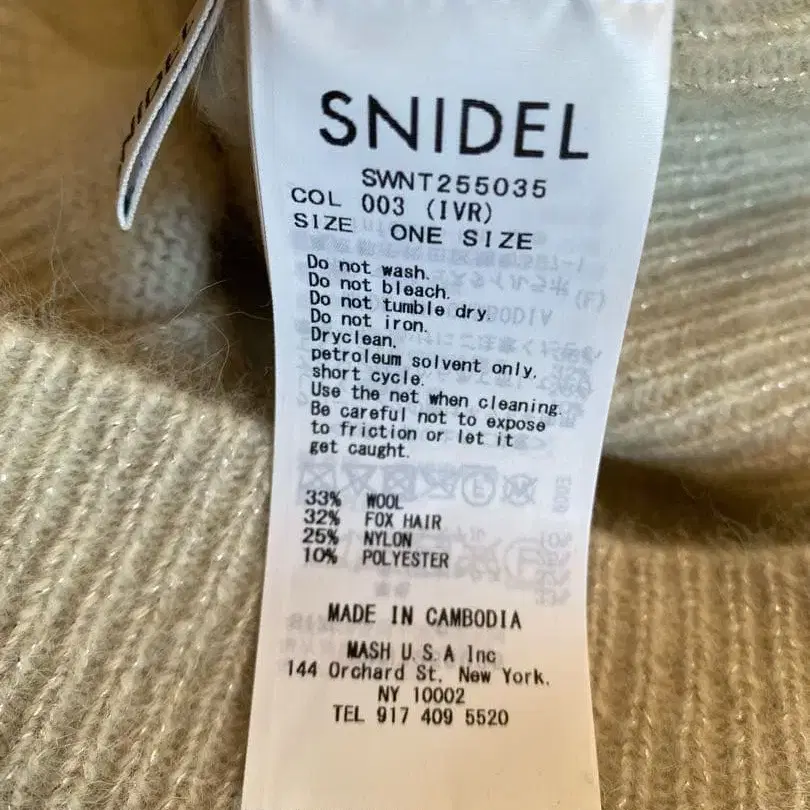 SNIDEL
SWNT255035
COL 003 (IVR)
SIZE ONE SIZE
Do not wash.
Do not bleach.
Do not tumble dry.
Do not iron.
Dryclean.
petroleum solvent only.
short cycle.
Use the net when cleaning.
Be careful not to expose
to friction or let it
get caught.
33% WOOL
32% FOX HAIR
25% NYLON
10% POLYESTER
MADE IN CAMBODIA
MASH U.S.A Inc
144 Orchard St, New York.
NY 10002
TEL 917 409 5520